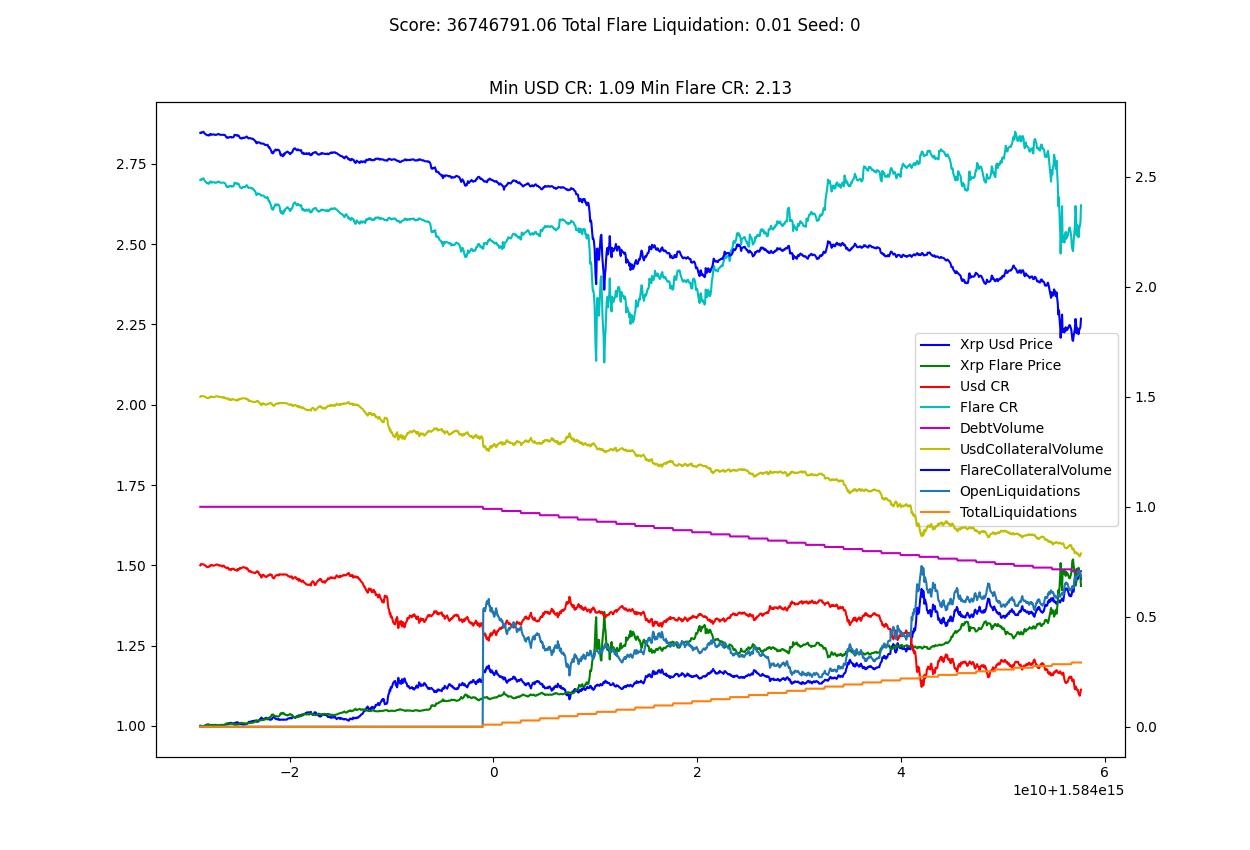 Score: 36746791.06 Total Flare Liquidation: 0.01 Seed: 0
Min USD CR: 1.09 Min Flare CR: 2.13
2.75
2.50
2.25
2.00
1.75
1.50
1.25
1.00
2.5
2.0
1.5
1.0
0.5
0.0
Xrp Usd Price
Xrp Flare Price
Usd CR
Flare CR
DebtVolume
UsdCollateralVolume
FlareCollateralVolume
OpenLiquidations
TotalLiquidations
−2 0 2 4 6
1e10+1.584e15